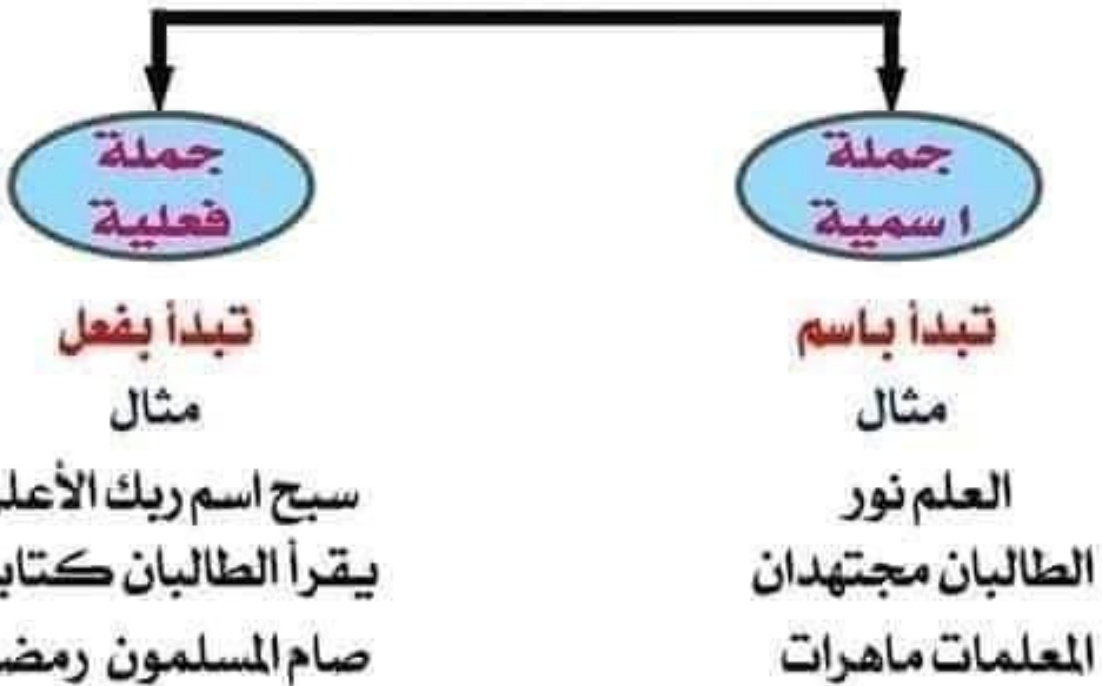 جملة
اسمية
تبدأ باسم
مثال
العلم نور
الطالبان مجتهدان
المعلمات ماهرات
جملة
فعلية
تبدأ بفعل
مثال
سبح اسم ربك
يقرأ الطالبان
صام المسلمون